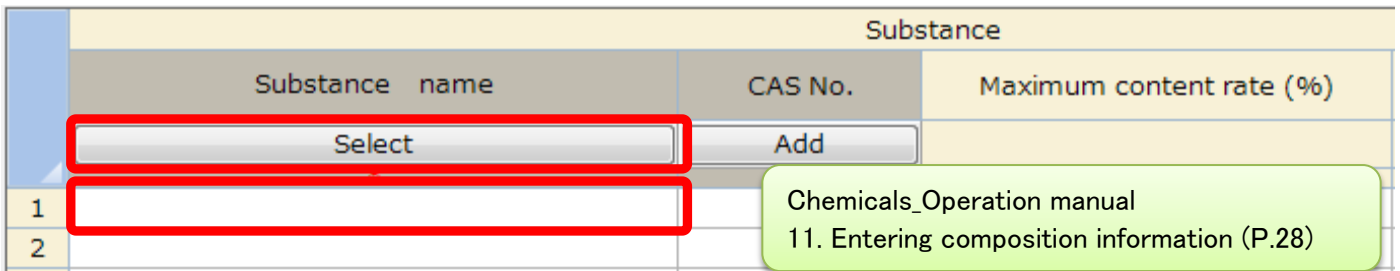 Substance
Substance name CAS No. Maximum content rate (%)
Select Add
1
2
Chemicals_Operation manual
11. Entering composition information (P.28)